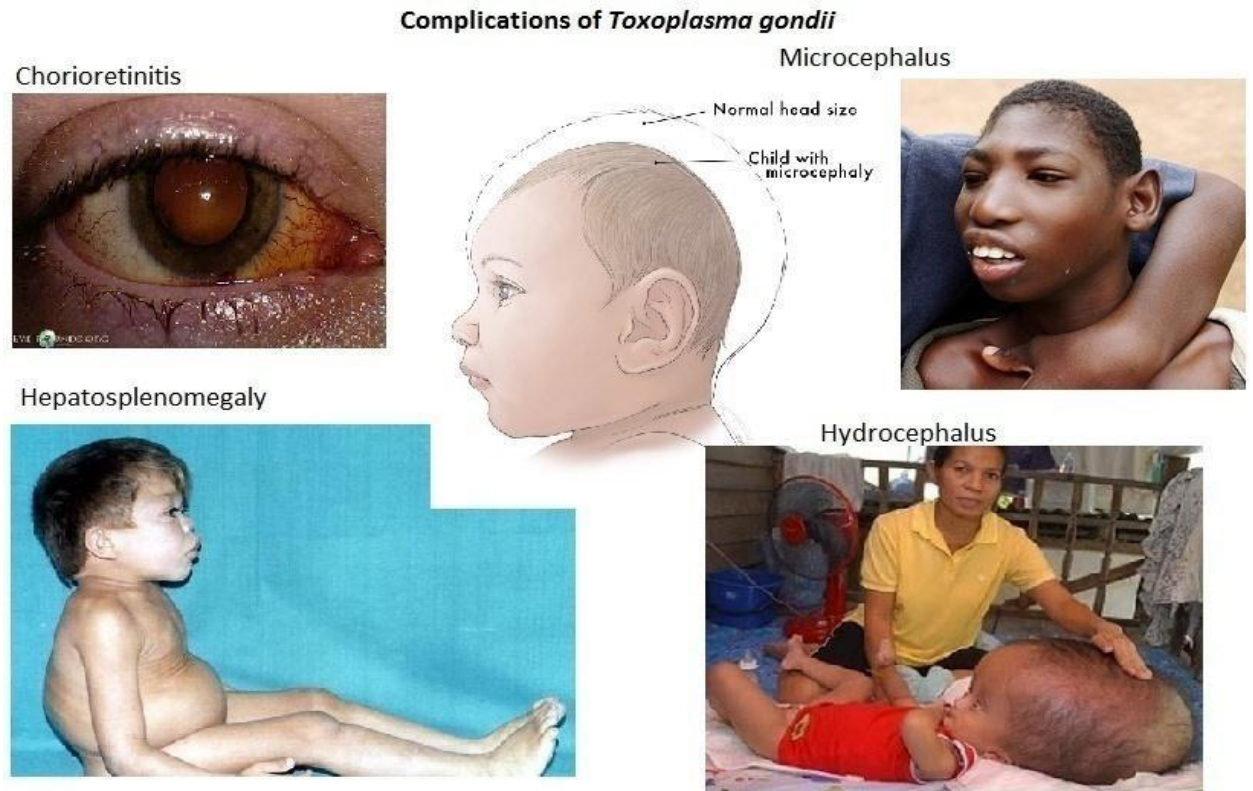 Complications of Toxoplasma gondii
Chorioretinitis
Microcephalus
Normal head size
Child with
microcephaly
Hepatosplenomegaly
Hydrocephalus